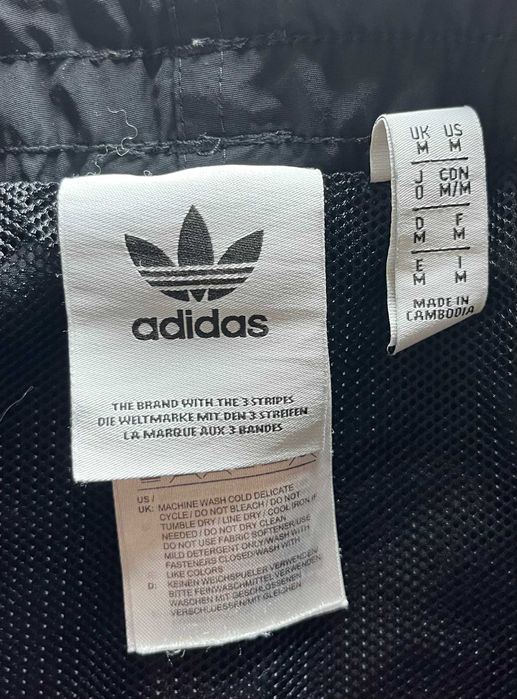 adidas
THE BRAND WITH THE 3 STRIPES
DIE WELTMARKE MIT DEN 3 STREIFEN
LA MARQUE AUX 3 BANDES
US /
UK: MACHINE WASH COLD DELICATE
CYCLE / DO NOT BLEACH / DO NOT
TUMBLE DRY / LINE DRY / COOL IRON IF
NEEDED / DO NOT DRY CLEAN
DO NOT USE FABRIC SOFTENER/USE
MILD DETERGENT ONLY/WASH WITH
FASTENERS CLOSED/WASH WITH
LIKE COLORS
D: KEINEN WEICHSPUELER VERWENDEN
BITTE FEINWASCHMITTEL VERWENDEN
WASCHEN MIT GESCHLOSSENEN
VERSCHLUESSEN/MIT GLEICHEN
UK US
M M
J CDN
O M/M
D F
M M
E I
M M
MADE IN
CAMBODIA